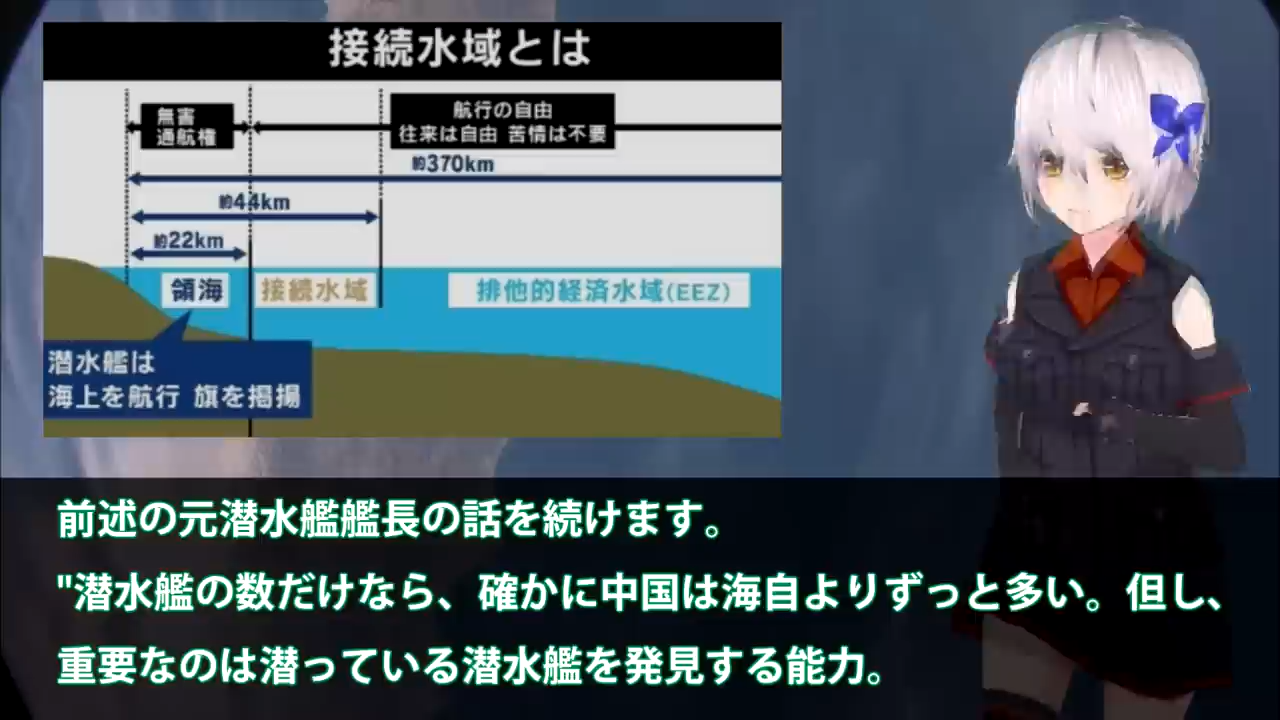 接続水域とは
無害
通航権
航行の自由
往来は自由 苦情は不要
約370km
約44km
約22km
領海
接続水域
排他的経済水域(EEZ)
潜水艦は
海上を航行 旗を掲揚
前述の元潜水艦艦長の話を続けます。
"潜水艦の数だけなら、確かに中国は海自よりずっと多い。但し、
重要なのは潜っている潜水艦を発見する能力。